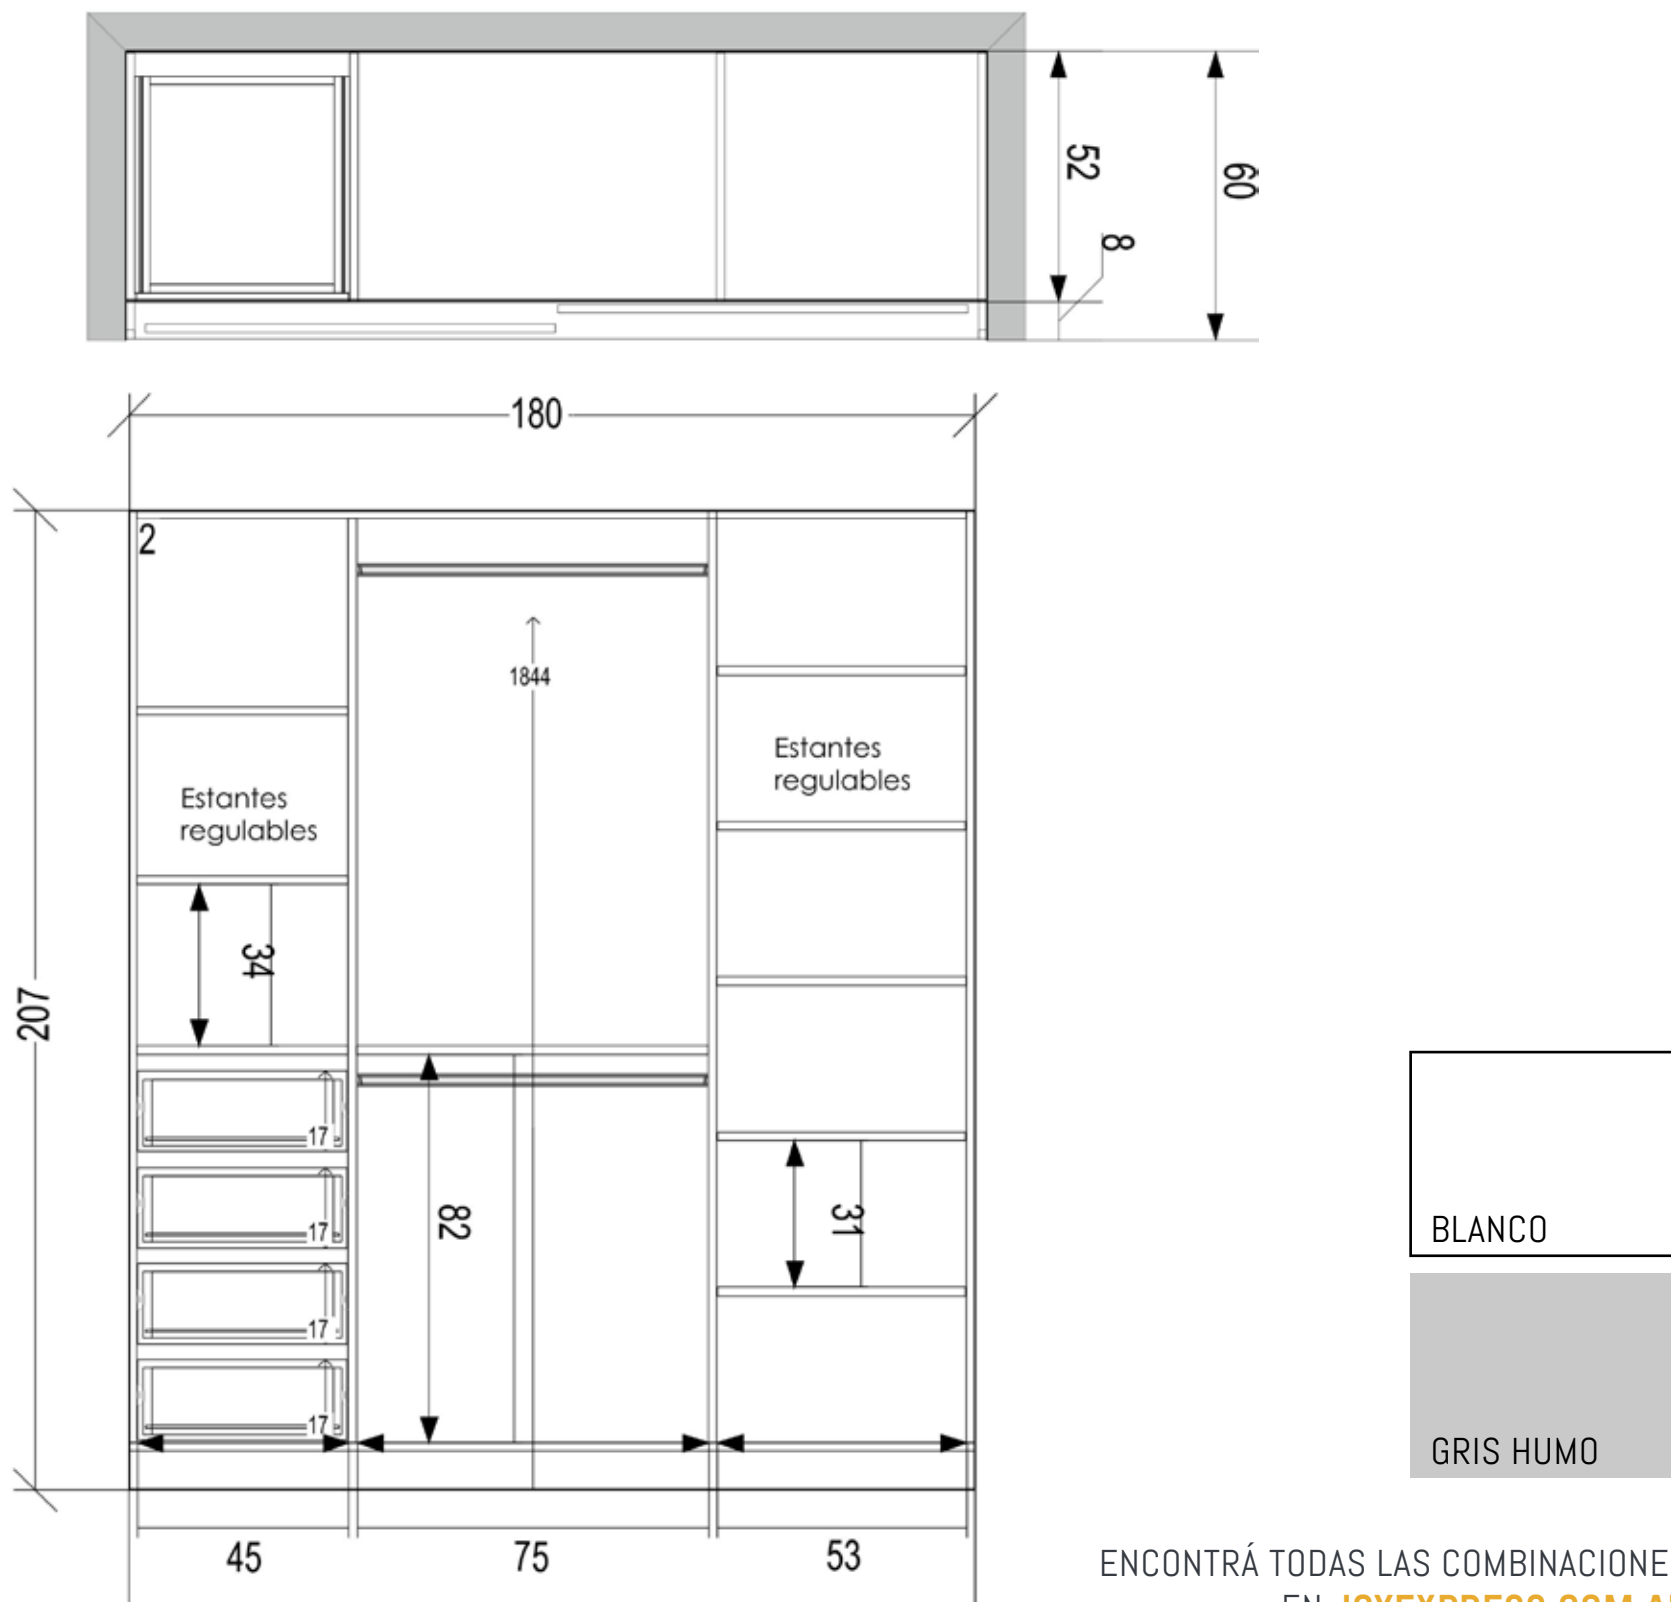 52
60
8
180
2
1844
Estantes
regulables
Estantes
regulables
34
207
17
17
82
31
17
17
45
75
53
BLANCO
GRIS HUMO
ENCONTRÁ TODAS LAS COMBINACIONE